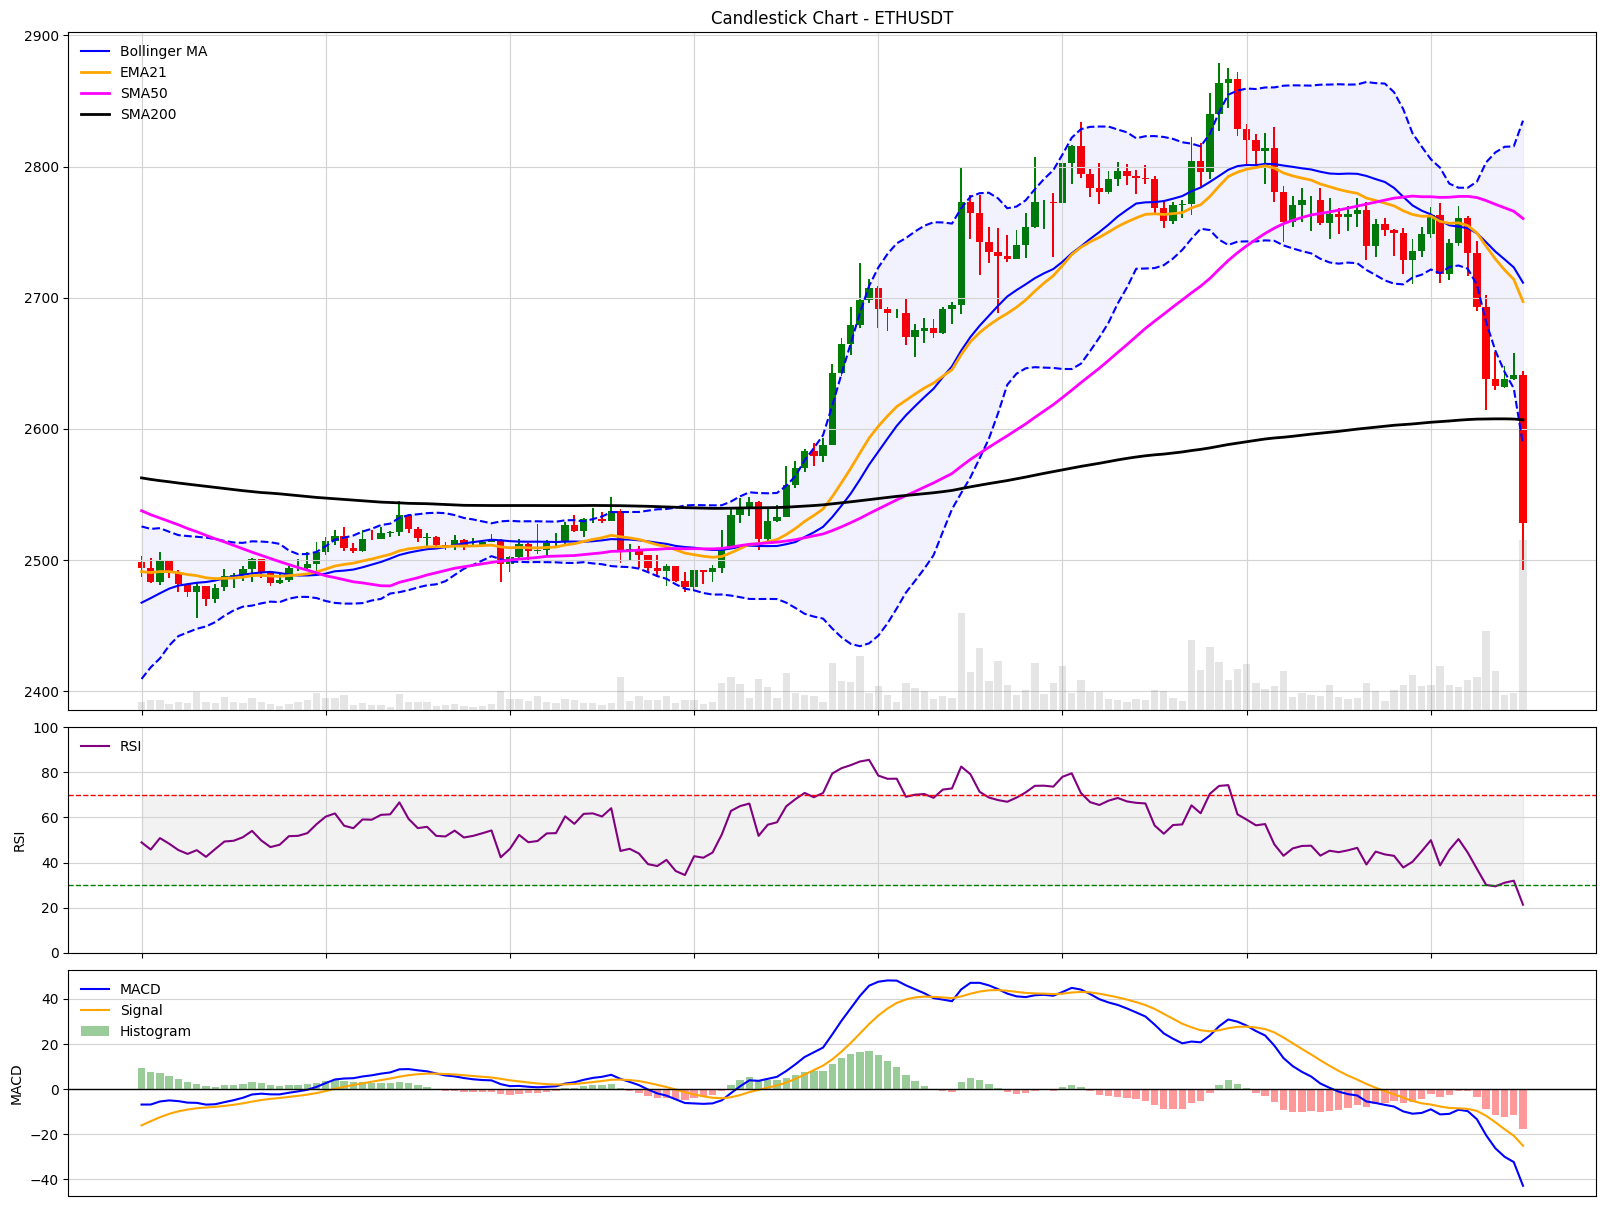 Candlestick Chart - ETHUSDT
2900
2800
2700
2600
2500
2400
Bollinger MA
EMA21
SMA50
SMA200
100
80
60
40
20
0
RSI
RSI
40
20
0
−20
−40
MACD
MACD
Signal
Histogram